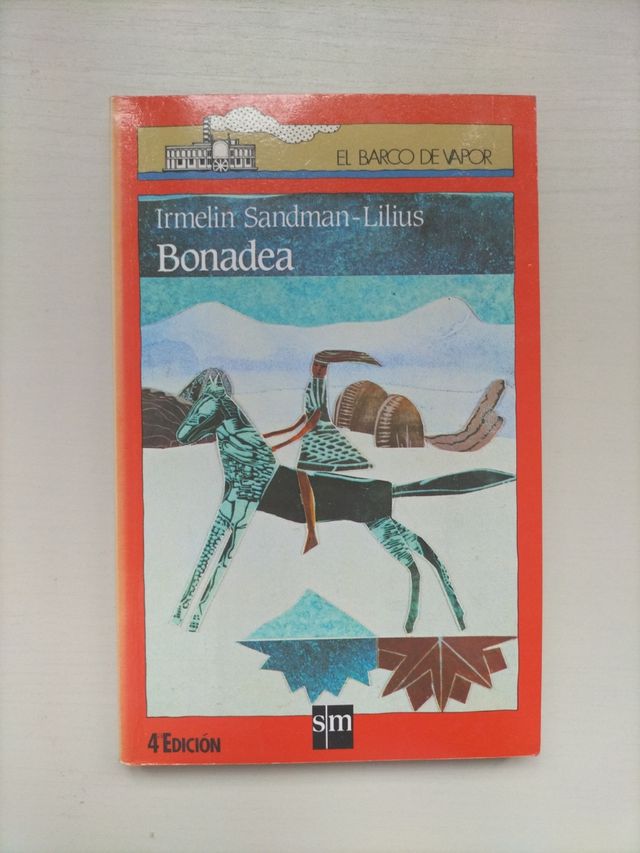 EL BARCO DE VAPOR
Irmelin Sandman-Lilius
Bonadea
sm
4ª EDICIÓN